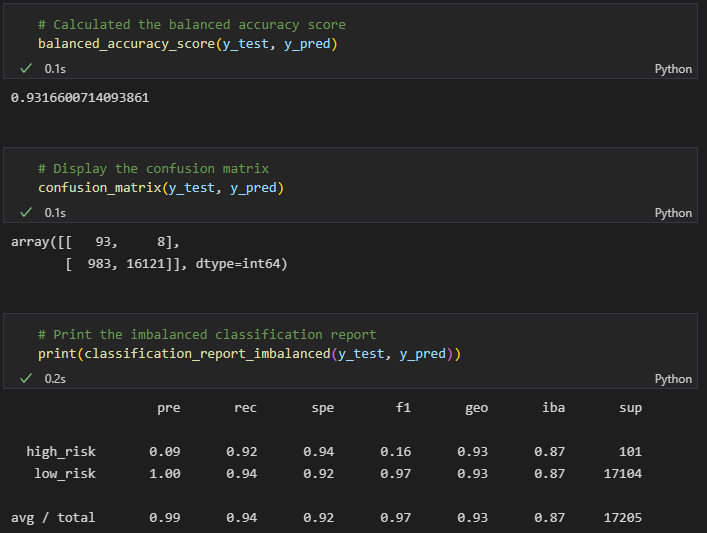 # Calculated the balanced accuracy score
balanced_accuracy_score(y_test, y_pred)
0.1s Python
0.9316600714093861
# Display the confusion matrix
confusion_matrix(y_test, y_pred)
0.1s Python
array([[   93,     8],
       [  983, 16121]], dtype=int64)
# Print the imbalanced classification report
print(classification_report_imbalanced(y_test, y_pred))
0.2s Python
pre rec spe f1 geo iba sup
high_risk 0.09 0.92 0.94 0.16 0.93 0.87 101
low_risk 1.00 0.94 0.92 0.97 0.93 0.87 17104
avg / total 0.99 0.94 0.92 0.97 0.93 0.87 17205